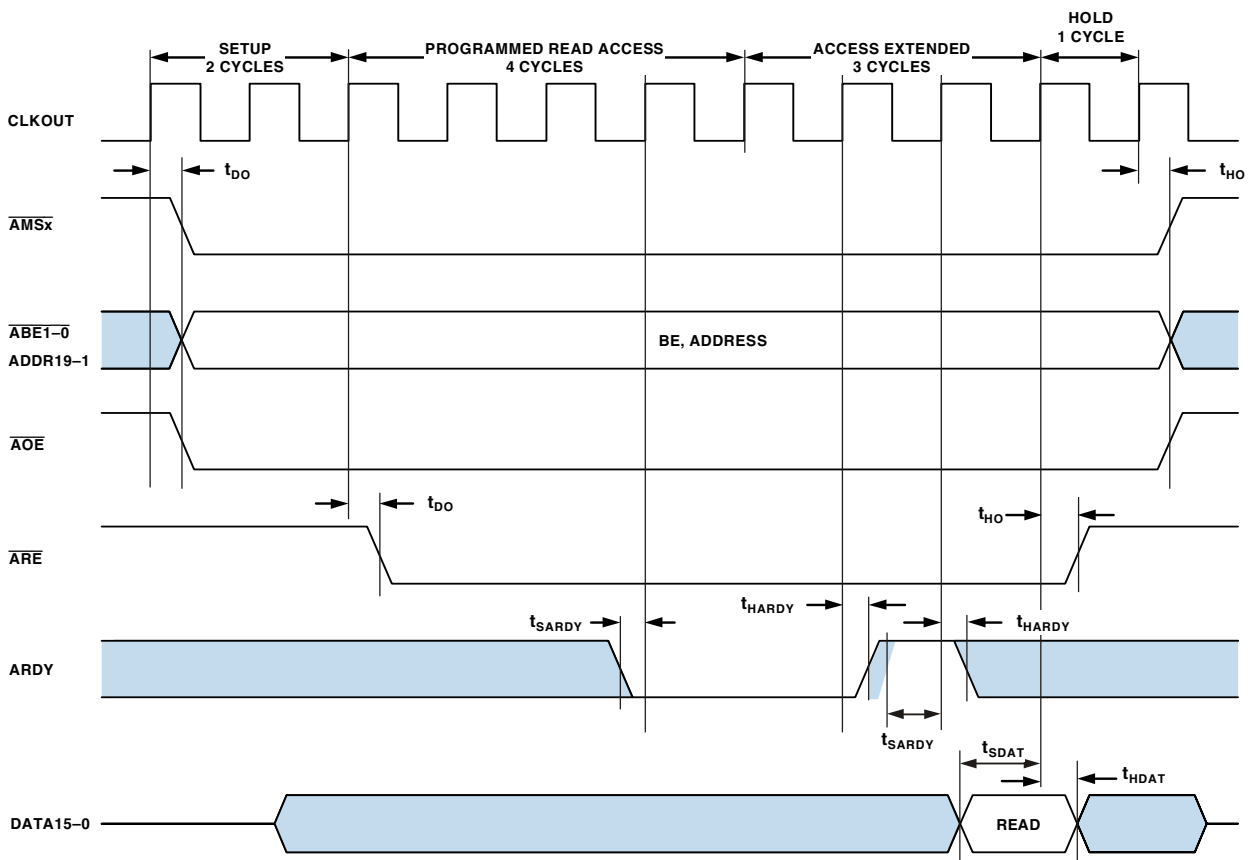 HOLD
1 CYCLE
SETUP
2 CYCLES
PROGRAMMED READ ACCESS
4 CYCLES
ACCESS EXTENDED
3 CYCLES
CLKOUT
tDO
tHO
AMSx
ABE1–0
ADDR19–1
BE, ADDRESS
AOE
tDO
tHO
ARE
tSARDY
tHARDY
tHARDY
ARDY
tSARDY
tSDAT
tHDAT
DATA15–0
READ